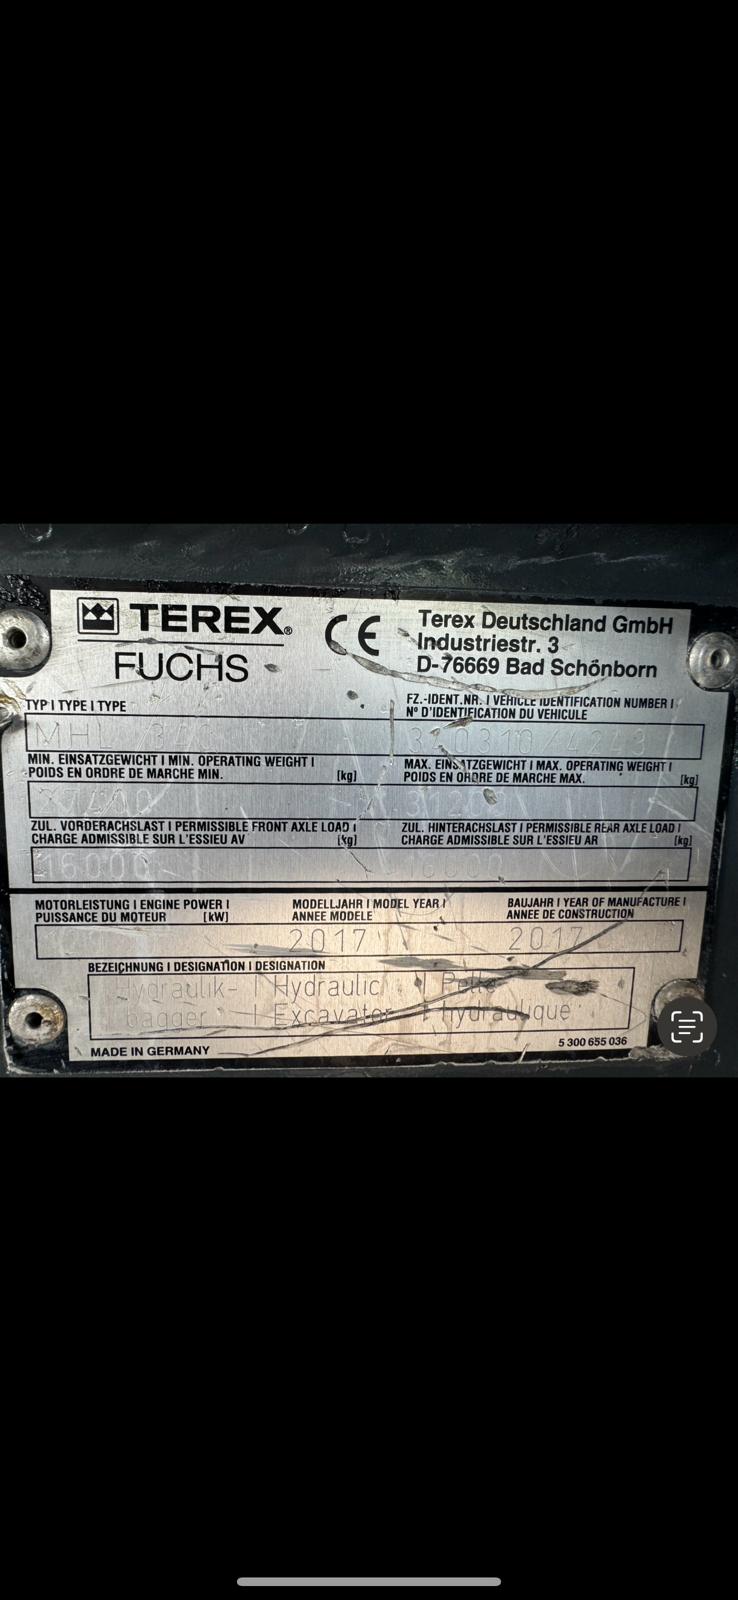 TEREX®
FUCHS
CE
Terex Deutschland GmbH
Industriestr. 3
D-76669 Bad Schönborn
TYP I TYPE I TYPE
FZ.-IDENT.NR. I VEHICLE IDENTIFICATION NUMBER I
N° D'IDENTIFICATION DU VEHICULE
MHL
MIN. EINSATZGEWICHT I MIN. OPERATING WEIGHT I
POIDS EN ORDRE DE MARCHE MIN. [kg]
MAX. EINSATZGEWICHT I MAX. OPERATING WEIGHT I
POIDS EN ORDRE DE MARCHE MAX. [kg]
ZUL. VORDERACHSLAST I PERMISSIBLE FRONT AXLE LOAD I
CHARGE ADMISSIBLE SUR L'ESSIEU AV [kg]
ZUL. HINTERACHSLAST I PERMISSIBLE REAR AXLE LOAD I
CHARGE ADMISSIBLE SUR L'ESSIEU AR [kg]
16000
MOTORLEISTUNG I ENGINE POWER I
PUISSANCE DU MOTEUR [kW]
MODELLJAHR I MODEL YEAR I
ANNEE MODELE
BAUJAHR I YEAR OF MANUFACTURE I
ANNEE DE CONSTRUCTION
2017 2017
BEZEICHNUNG I DESIGNATION I DESIGNATION
Hydraulik- | Hydraulic | Pelle
bagger | Excavator | hydraulique
MADE IN GERMANY
5 300 655 036